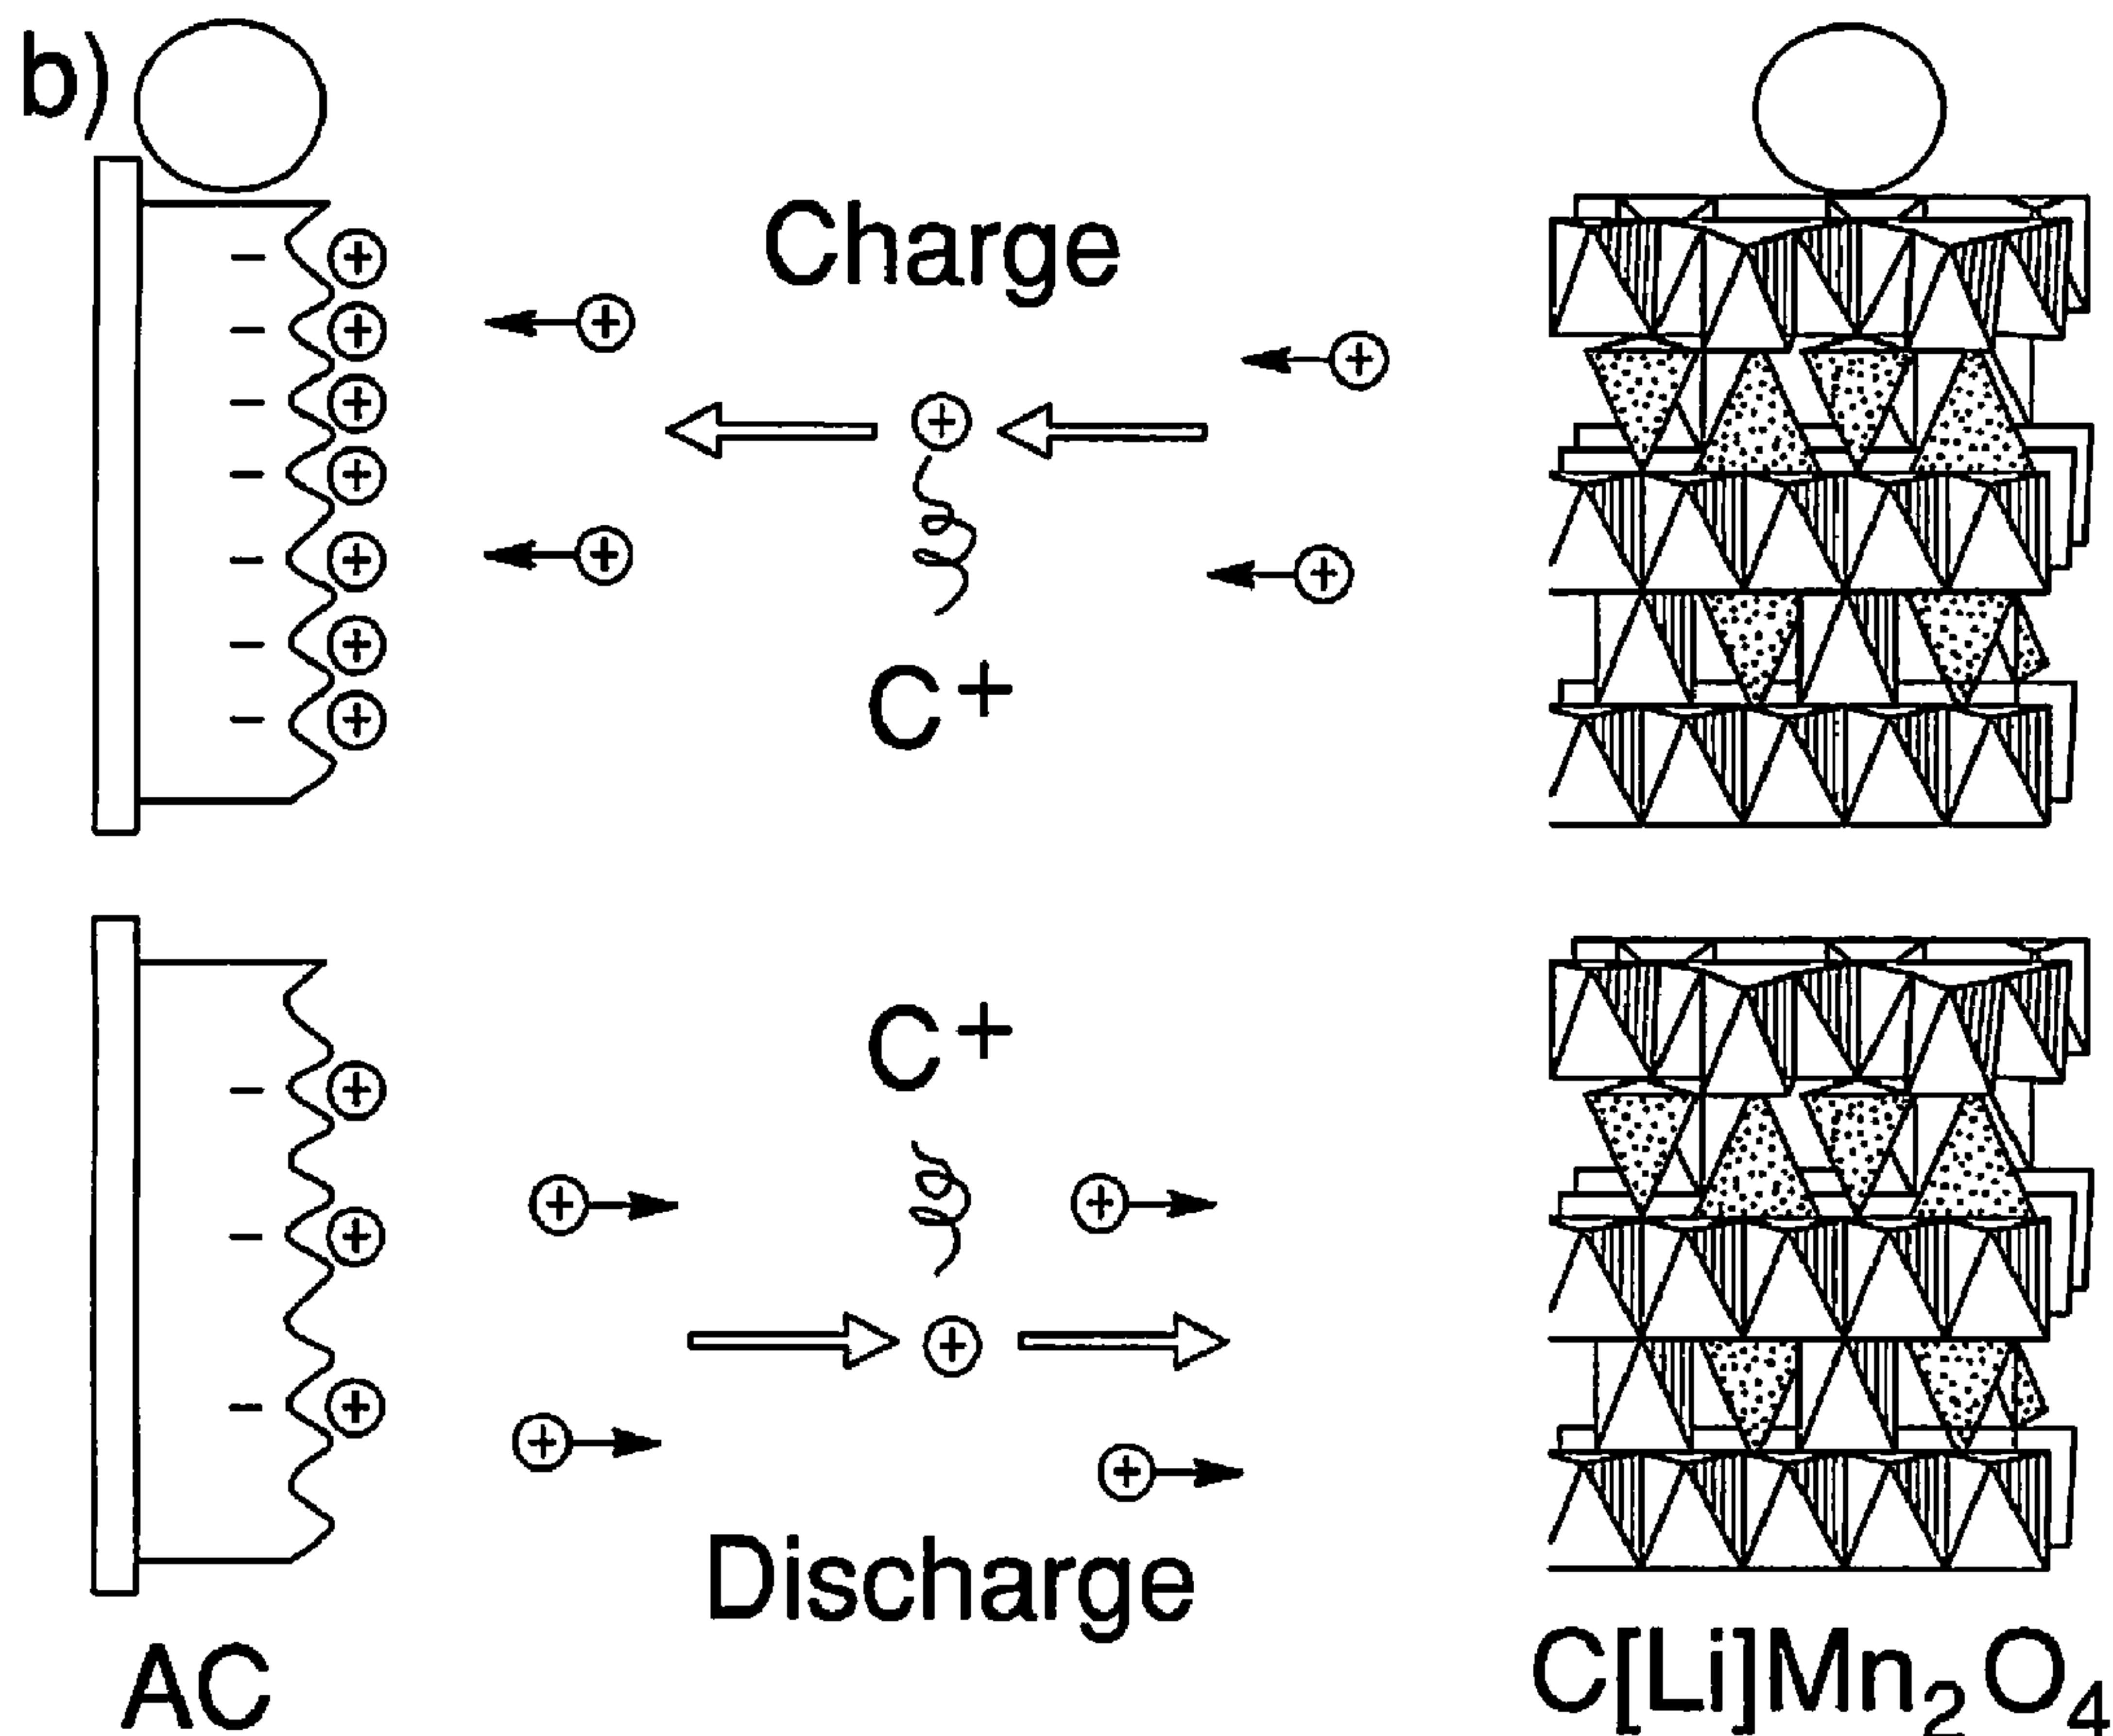 b)
Charge
C⁺
C⁺
Discharge
AC
C[Li]Mn₂O₄